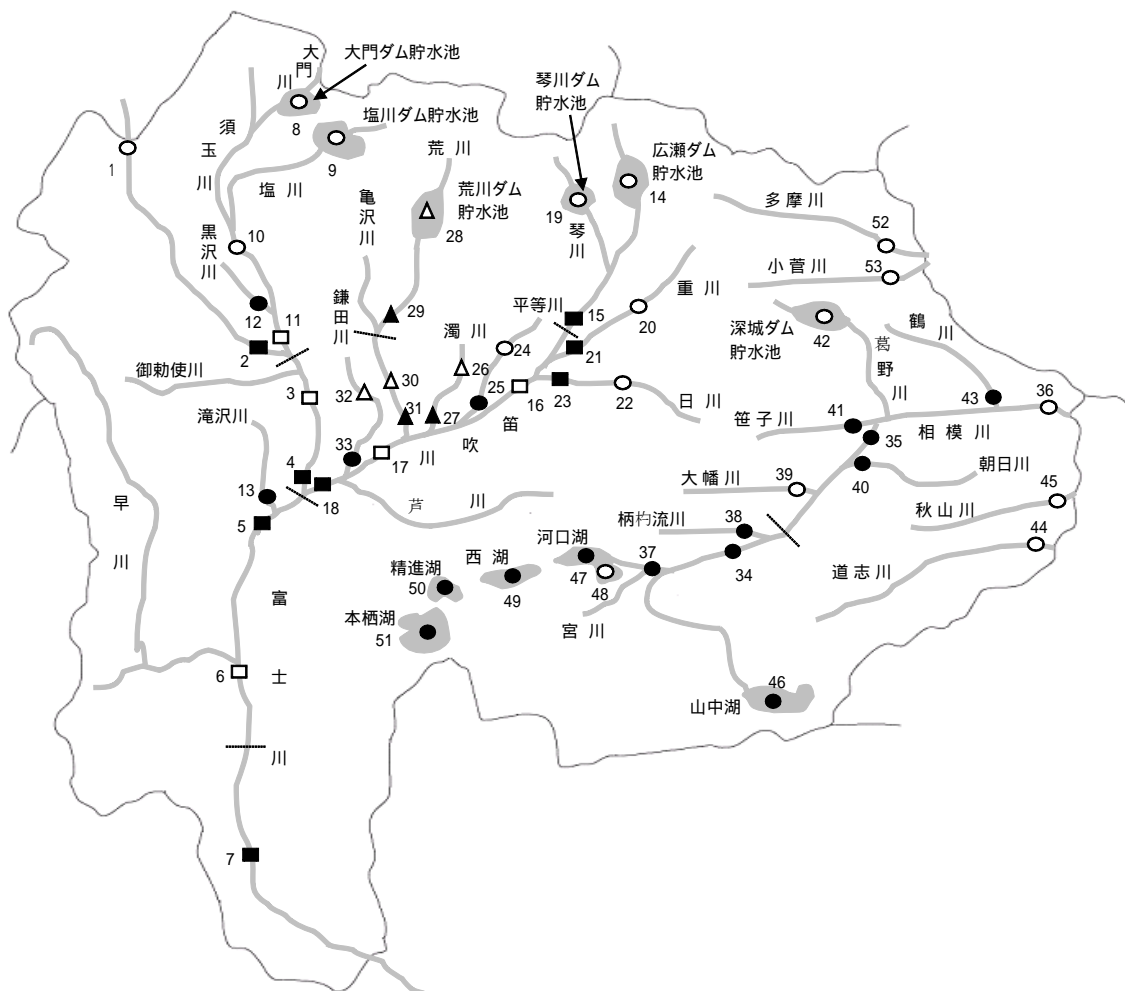 大門川
大門ダム貯水池
8
塩川ダム貯水池
9
須玉川
塩川
1
荒川
荒川ダム
貯水池
28
亀沢川
琴川ダム
貯水池
19
琴川
広瀬ダム
貯水池
14
多摩川
52
小菅川
53
黒沢川
10
12
11
2
御勅使川
3
鎌田川
29
濁川
26
24
平等川
15
重川
20
21
深城ダム
貯水池
42
葛野川
鶴川
滝沢川
32
30
31
27
25
笛吹川
16
23
22
日川
笹子川
41
35
43
36
相模川
4
33
17
13
18
5
芦川
大幡川
39
40
朝日川
45
秋山川
44
早川
富士川
柄杓流川
38
34
道志川
精進湖
50
西湖
49
河口湖
47
48
37
本栖湖
51
宮川
6
46
山中湖
7